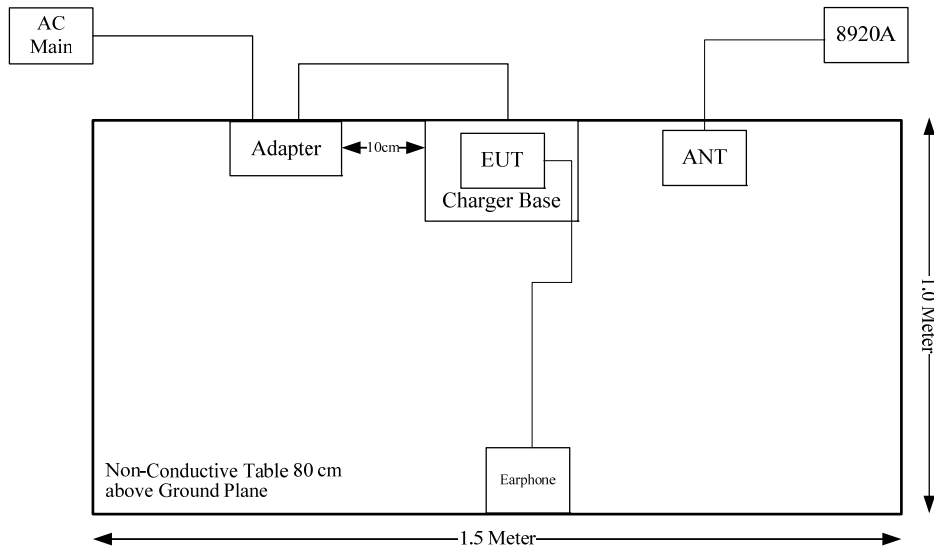 AC
Main
8920A
Adapter
10cm
EUT
Charger Base
ANT
1.0 Meter
Non-Conductive Table 80 cm
above Ground Plane
Earphone
1.5 Meter